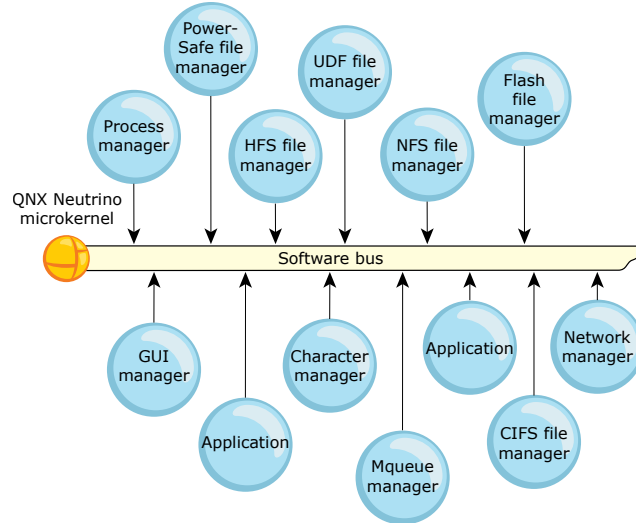 Power-
Safe file
manager
UDF file
manager
Flash
file
manager
Process
manager
HFS file
manager
NFS file
manager
QNX Neutrino
microkernel
Software bus
GUI
manager
Character
manager
Application
Network
manager
Application
CIFS file
manager
Mqueue
manager